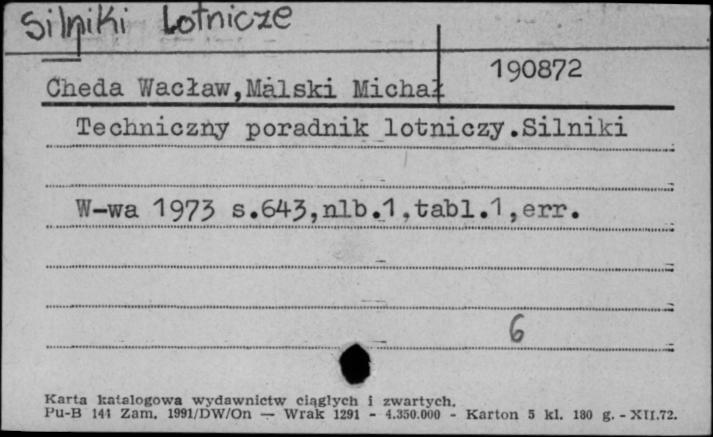 Silniki Lotnicze
190872
Cheda Wacław,Malski Michał
Techniczny poradnik lotniczy.Silniki
W-wa 1973 s.643,nlb.1,tabl.1,err.
6
Karta katalogowa wydawnictw ciągłych i zwartych.
Pu-B 141 Zam. 1991/DW/On — Wrak 1291 - 4.350.000 - Karton 5 kl. 180 g. - XII.72.